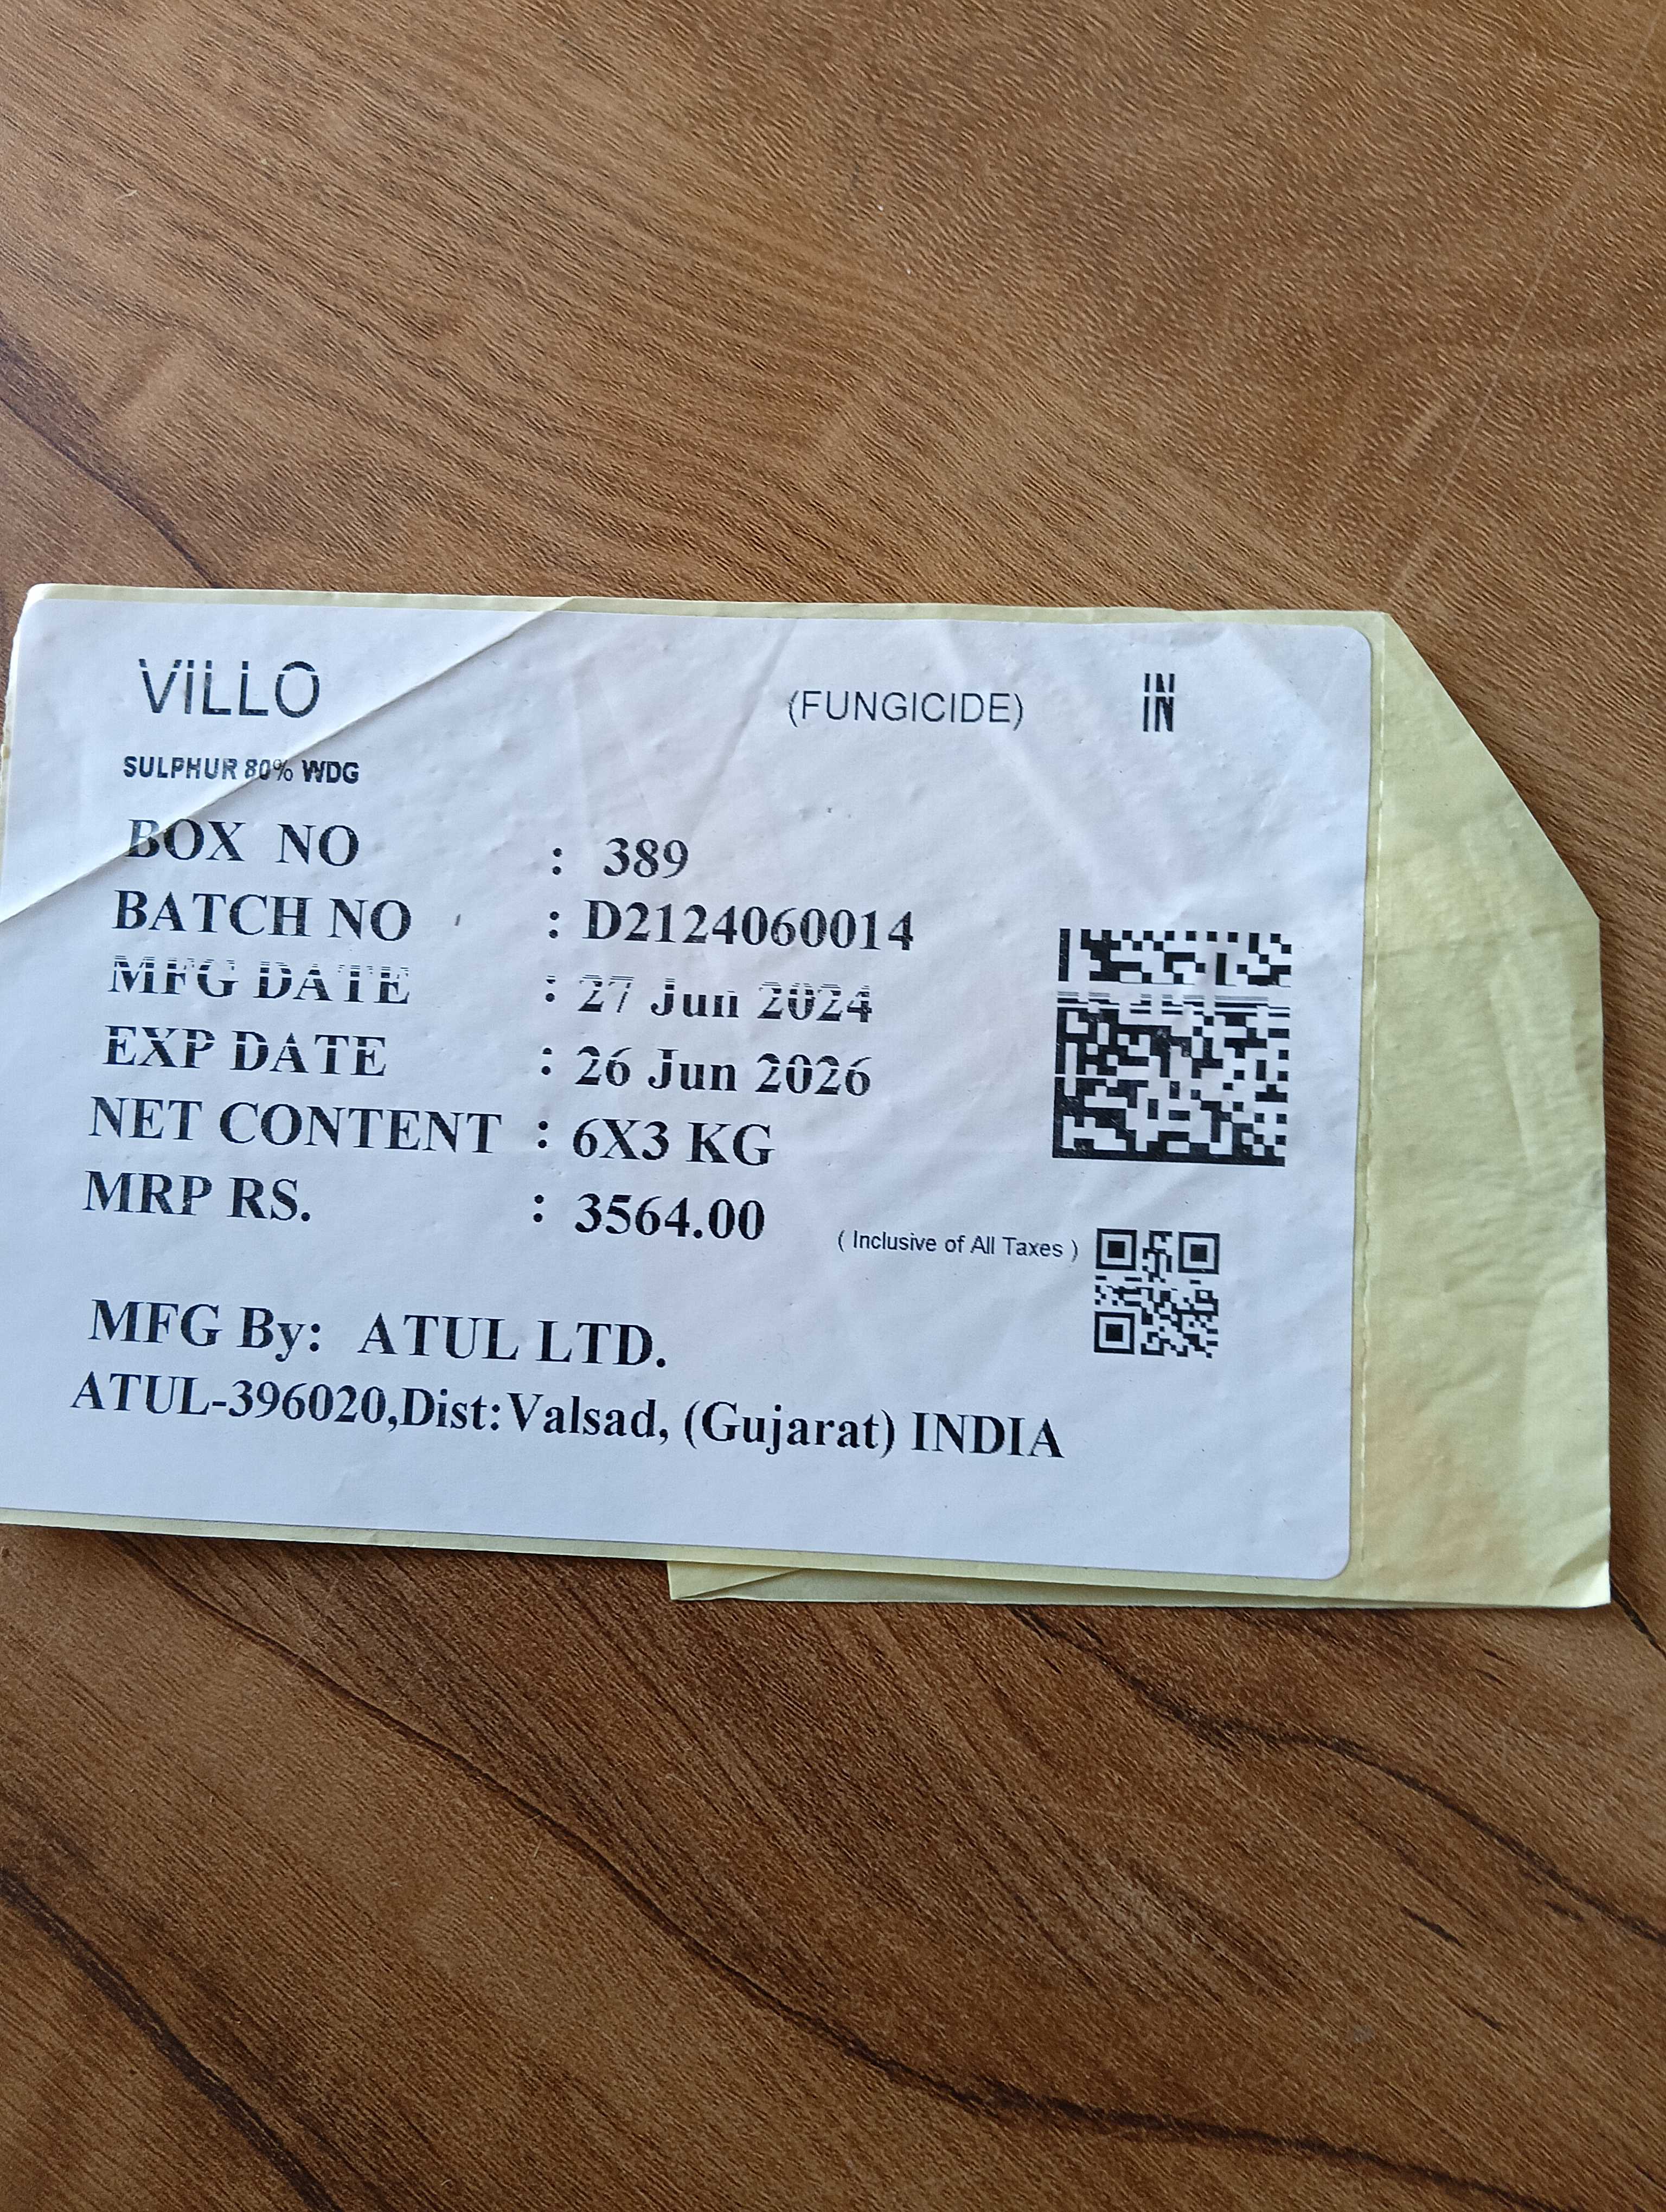 ViLLO (FUNGICIDE) IN
SULPHUR 80% WDG
BOX NO : 389
BATCH NO : D2124060014
MFG DATE : 27 Jun 2024
EXP DATE : 26 Jun 2026
NET CONTENT : 6X3 KG
MRP RS. : 3564.00 ( Inclusive of All Taxes )
MFG By: ATUL LTD.
ATUL-396020,Dist:Valsad, (Gujarat) INDIA